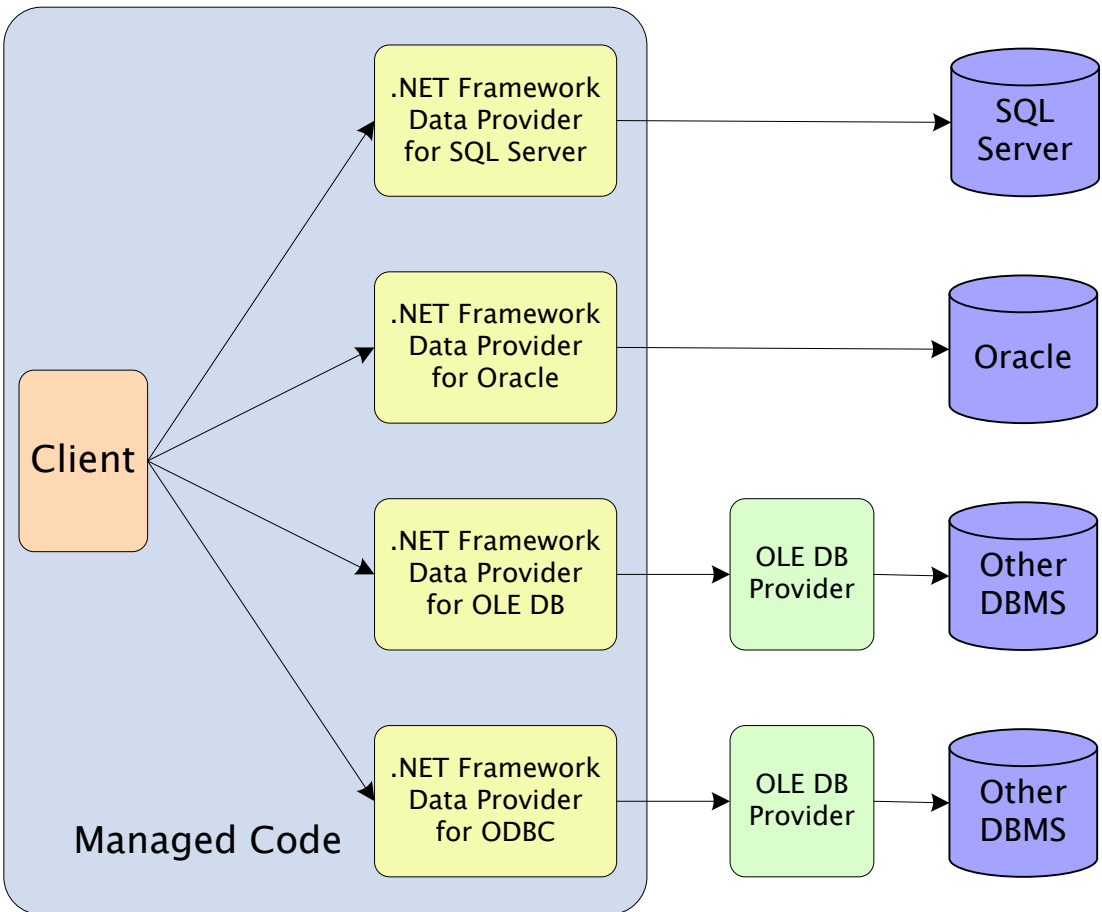 .NET Framework
Data Provider
for SQL Server
SQL
Server
.NET Framework
Data Provider
for Oracle
Oracle
Client
.NET Framework
Data Provider
for OLE DB
OLE DB
Provider
Other
DBMS
.NET Framework
Data Provider
for ODBC
OLE DB
Provider
Other
DBMS
Managed Code